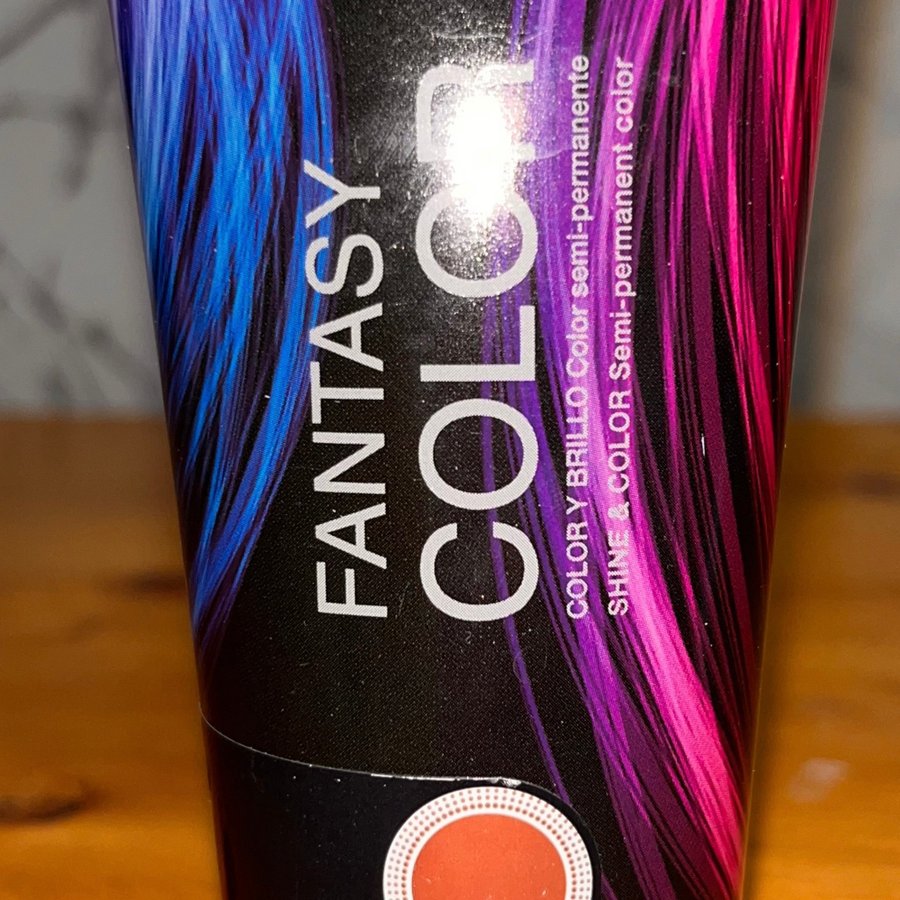 FANTASY
COLOR
COLOR Y BRILLO Color semi-permanente
SHINE & COLOR Semi-permanent color